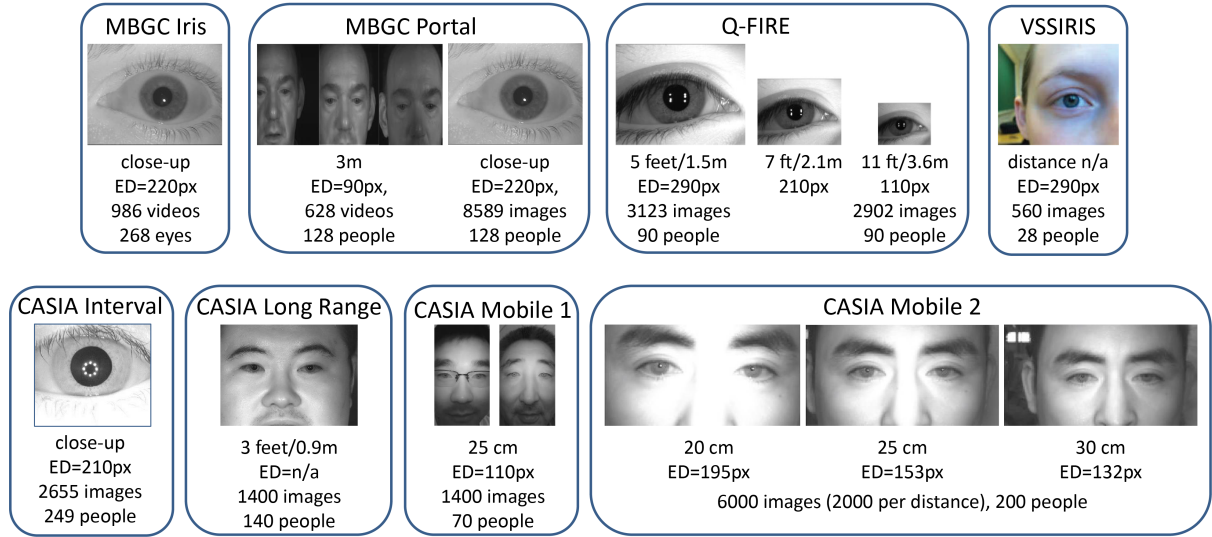 MBGC Iris
close-up
ED=220px
986 videos
268 eyes
MBGC Portal
3m
ED=90px,
628 videos
128 people
close-up
ED=220px,
8589 images
128 people
Q-FIRE
5 feet/1.5m
ED=290px
3123 images
90 people
7 ft/2.1m
210px
11 ft/3.6m
110px
2902 images
90 people
VSSIRIS
distance n/a
ED=290px
560 images
28 people
CASIA Interval
close-up
ED=210px
2655 images
249 people
CASIA Long Range
3 feet/0.9m
ED=n/a
1400 images
140 people
CASIA Mobile 1
25 cm
ED=110px
1400 images
70 people
CASIA Mobile 2
20 cm
ED=195px
25 cm
ED=153px
30 cm
ED=132px
6000 images (2000 per distance), 200 people